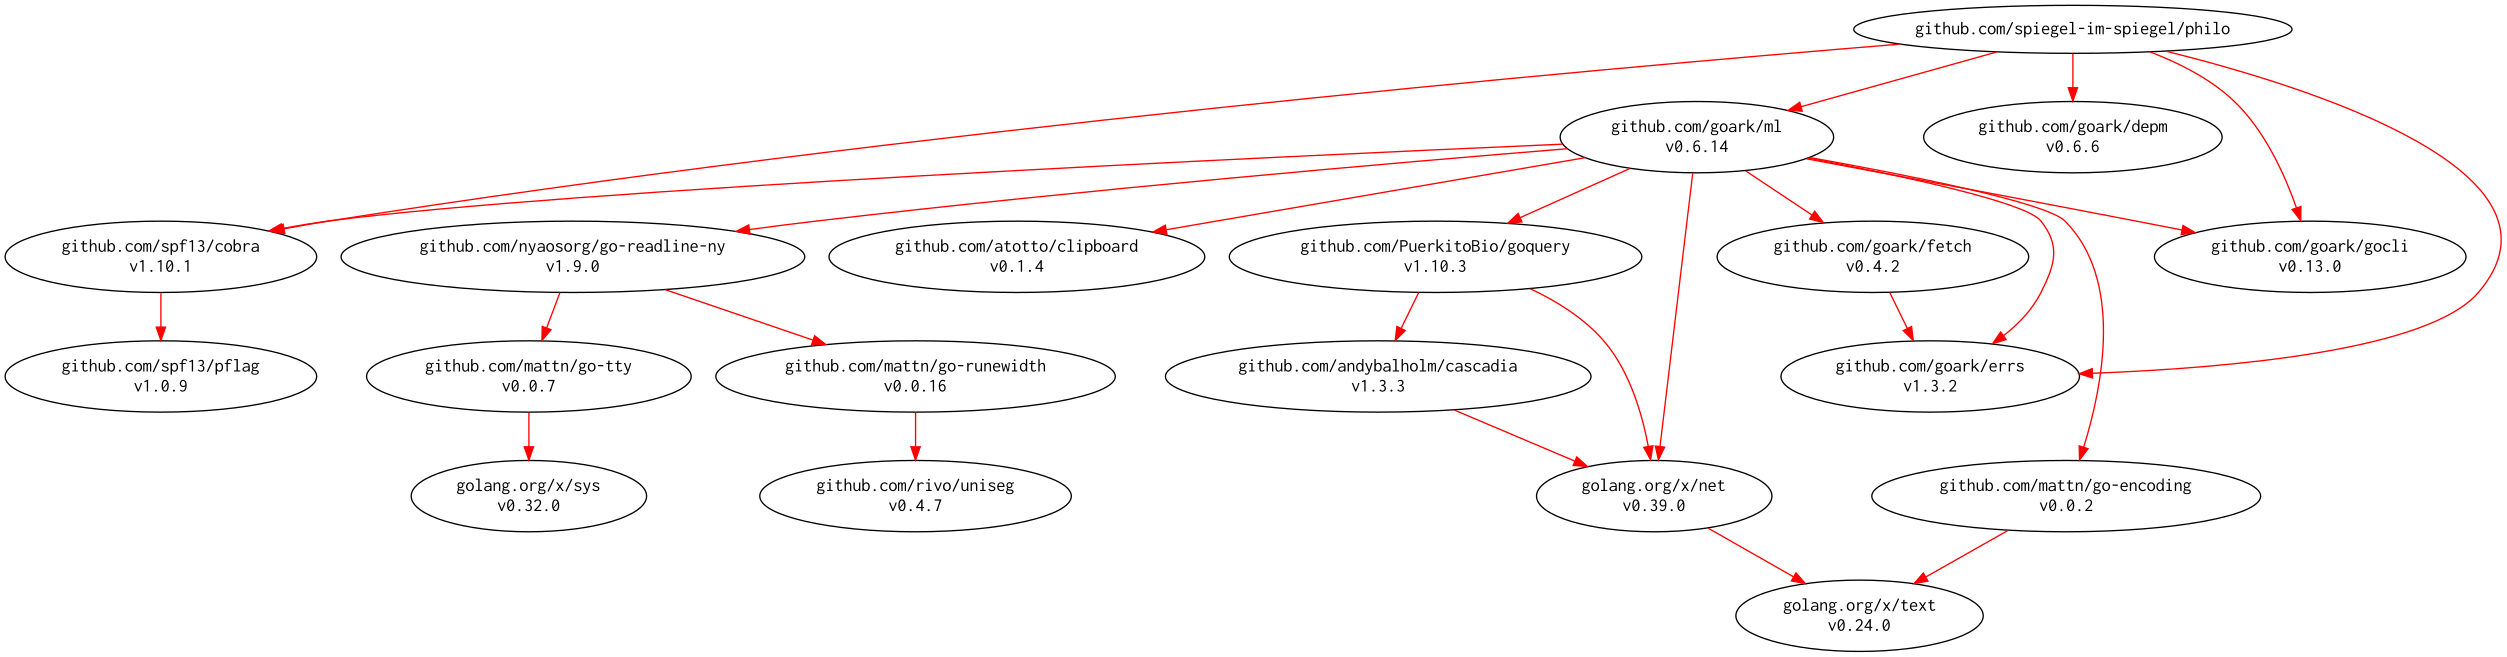 github.com/spiegel-im-spiegel/philo
github.com/goark/ml
v0.6.14
github.com/goark/depm
v0.6.6
github.com/spf13/cobra
v1.10.1
github.com/nyaosorg/go-readline-ny
v1.9.0
github.com/atotto/clipboard
v0.1.4
github.com/PuerkitoBio/goquery
v1.10.3
github.com/goark/fetch
v0.4.2
github.com/goark/gocli
v0.13.0
github.com/spf13/pflag
v1.0.9
github.com/mattn/go-tty
v0.0.7
github.com/mattn/go-runewidth
v0.0.16
github.com/andybalholm/cascadia
v1.3.3
github.com/goark/errs
v1.3.2
golang.org/x/sys
v0.32.0
github.com/rivo/uniseg
v0.4.7
golang.org/x/net
v0.39.0
github.com/mattn/go-encoding
v0.0.2
golang.org/x/text
v0.24.0